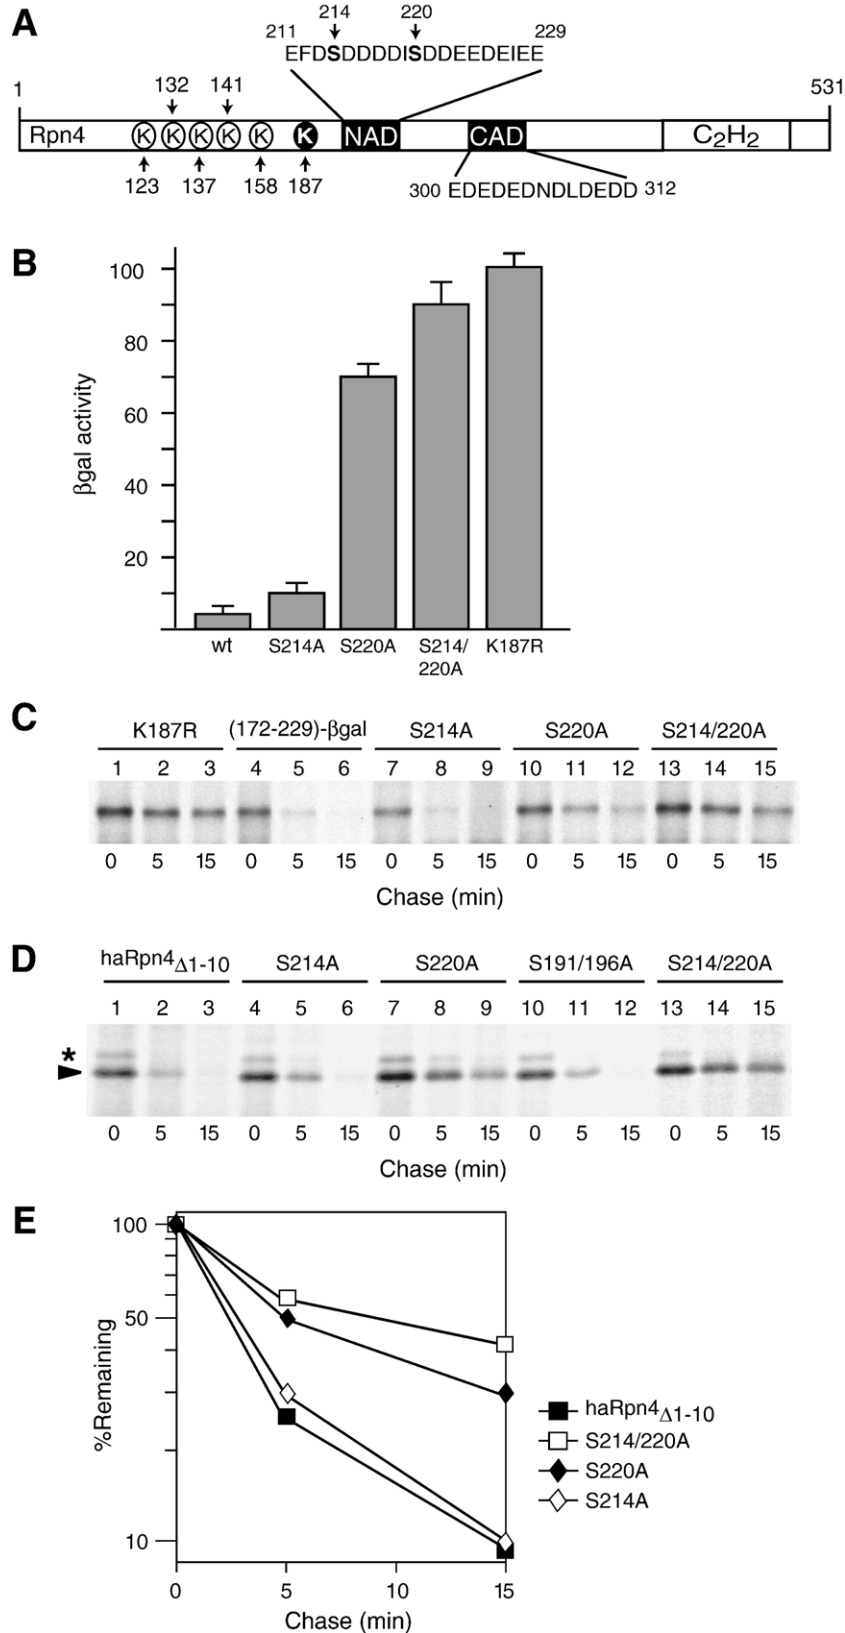 A
214 220
211 229
EFDSDDDDISDDEEDEIEE
1 132 141 531
Rpn4 K K K K K K NAD CAD C2H2
123 137 158 187
300 EDEDEDNDLDEDD 312
B
βgal activity
100
80
60
40
20
wt S214A S220A S214/220A K187R
C
K187R (172-229)-βgal S214A S220A S214/220A
1 2 3 4 5 6 7 8 9 10 11 12 13 14 15
0 5 15 0 5 15 0 5 15 0 5 15 0 5 15
Chase (min)
D
haRpn4Δ1-10 S214A S220A S191/196A S214/220A
1 2 3 4 5 6 7 8 9 10 11 12 13 14 15
*
0 5 15 0 5 15 0 5 15 0 5 15 0 5 15
Chase (min)
E
%Remaining
100
50
10
0 5 10 15
Chase (min)
haRpn4Δ1-10
S214/220A
S220A
S214A